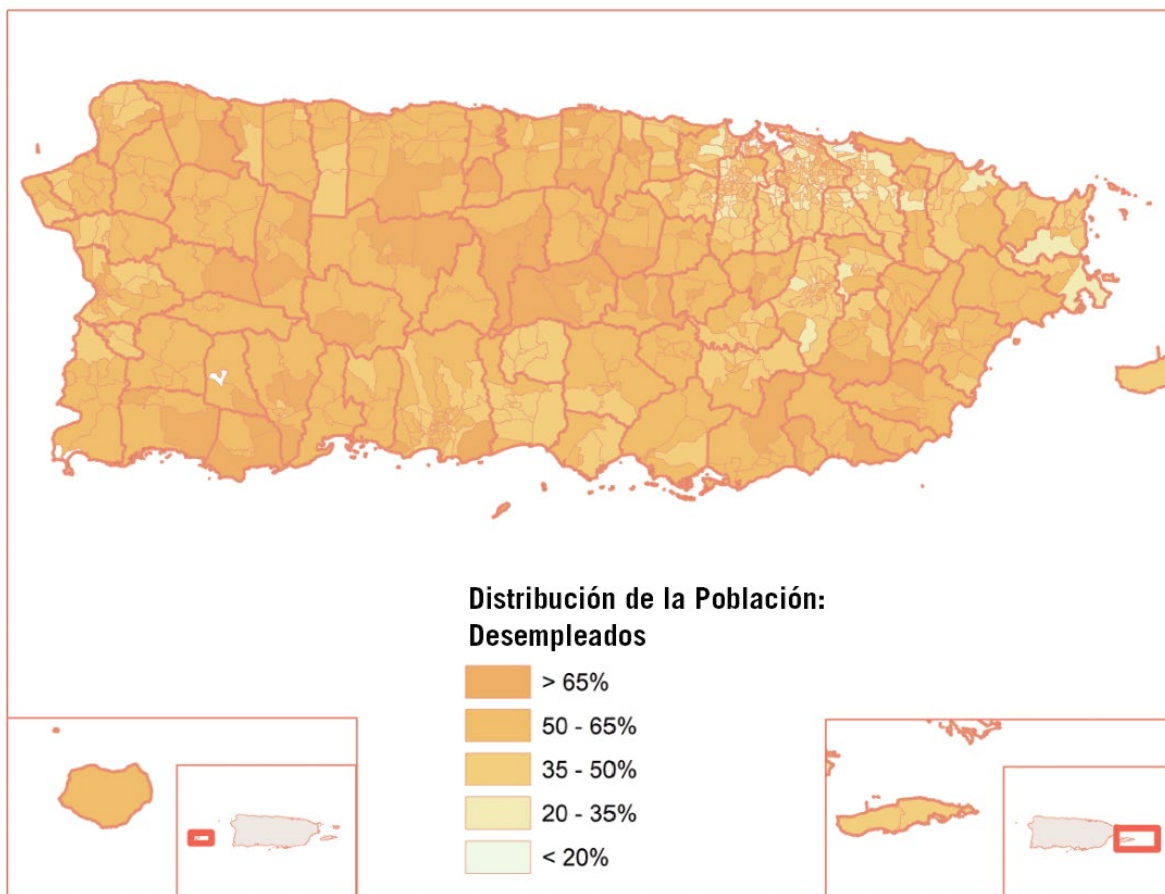 Distribución de la Población:
Desempleados
> 65%
50 - 65%
35 - 50%
20 - 35%
< 20%